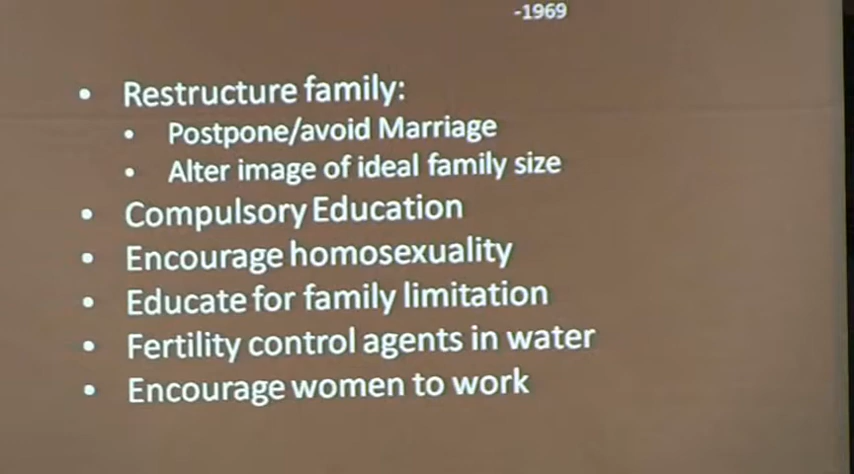 -1969
• Restructure family:
• Postpone/avoid Marriage
• Alter image of ideal family size
• Compulsory Education
• Encourage homosexuality
• Educate for family limitation
• Fertility control agents in water
• Encourage women to work